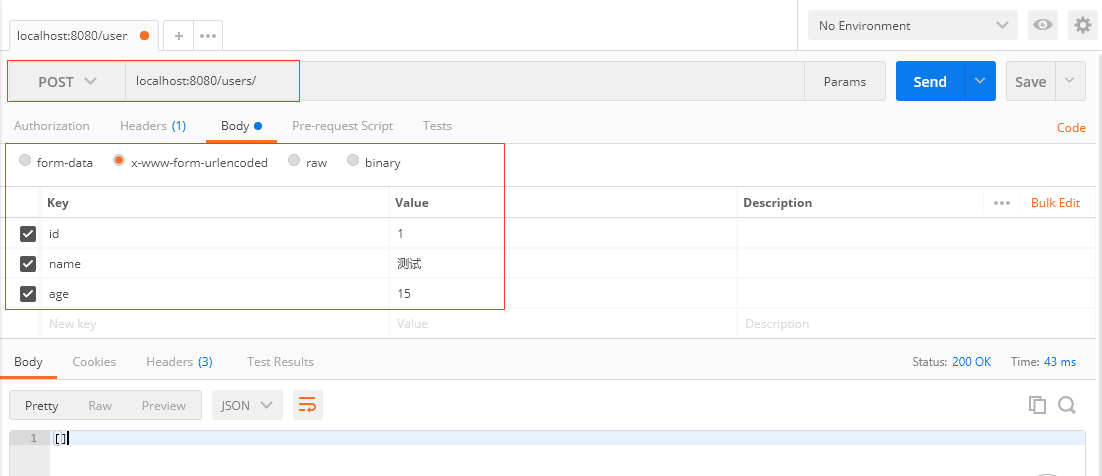 localhost:8080/user: + ••• No Environment
POST localhost:8080/users/ Params Send Save
Authorization Headers (1) Body Pre-request Script Tests Code
form-data x-www-form-urlencoded raw binary
Key Value Description ••• Bulk Edit
id 1
name 测试
age 15
New key Value Description
Body Cookies Headers (3) Test Results Status: 200 OK Time: 43 ms
Pretty Raw Preview JSON
1 []